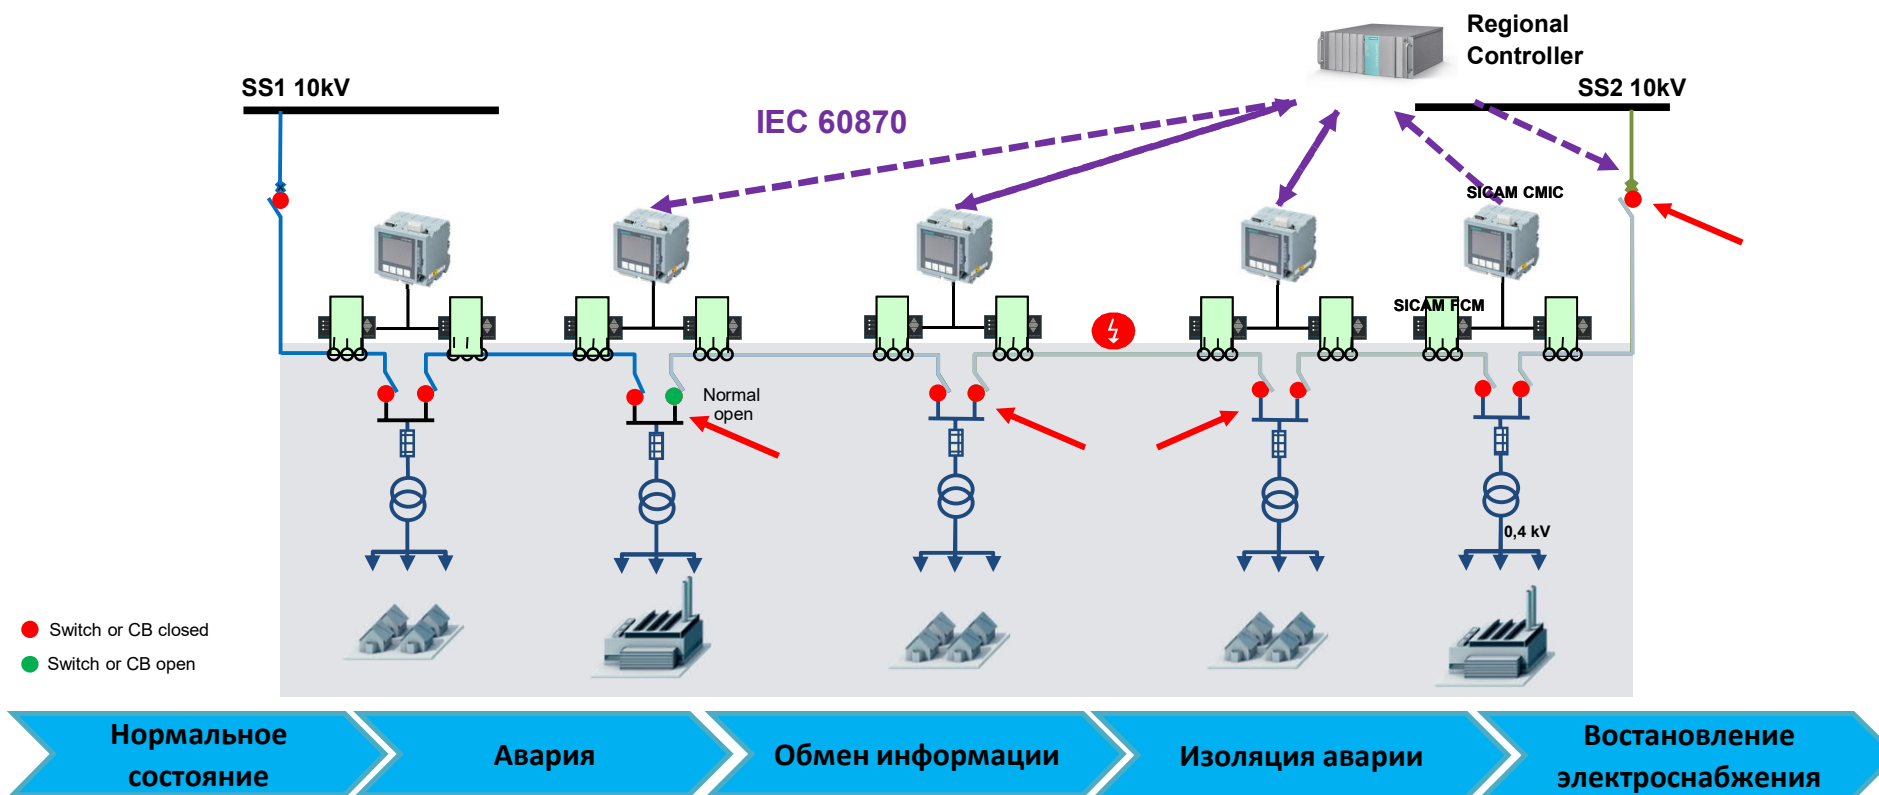 Regional
Controller
SS1 10kV
SS2 10kV
IEC 60870
SICAM CMIC
SICAM FCM
Normal
open
0,4 kV
Switch or CB closed
Switch or CB open
Нормальное
состояние
Авария
Обмен информации
Изоляция аварии
Востановление
электроснабжения